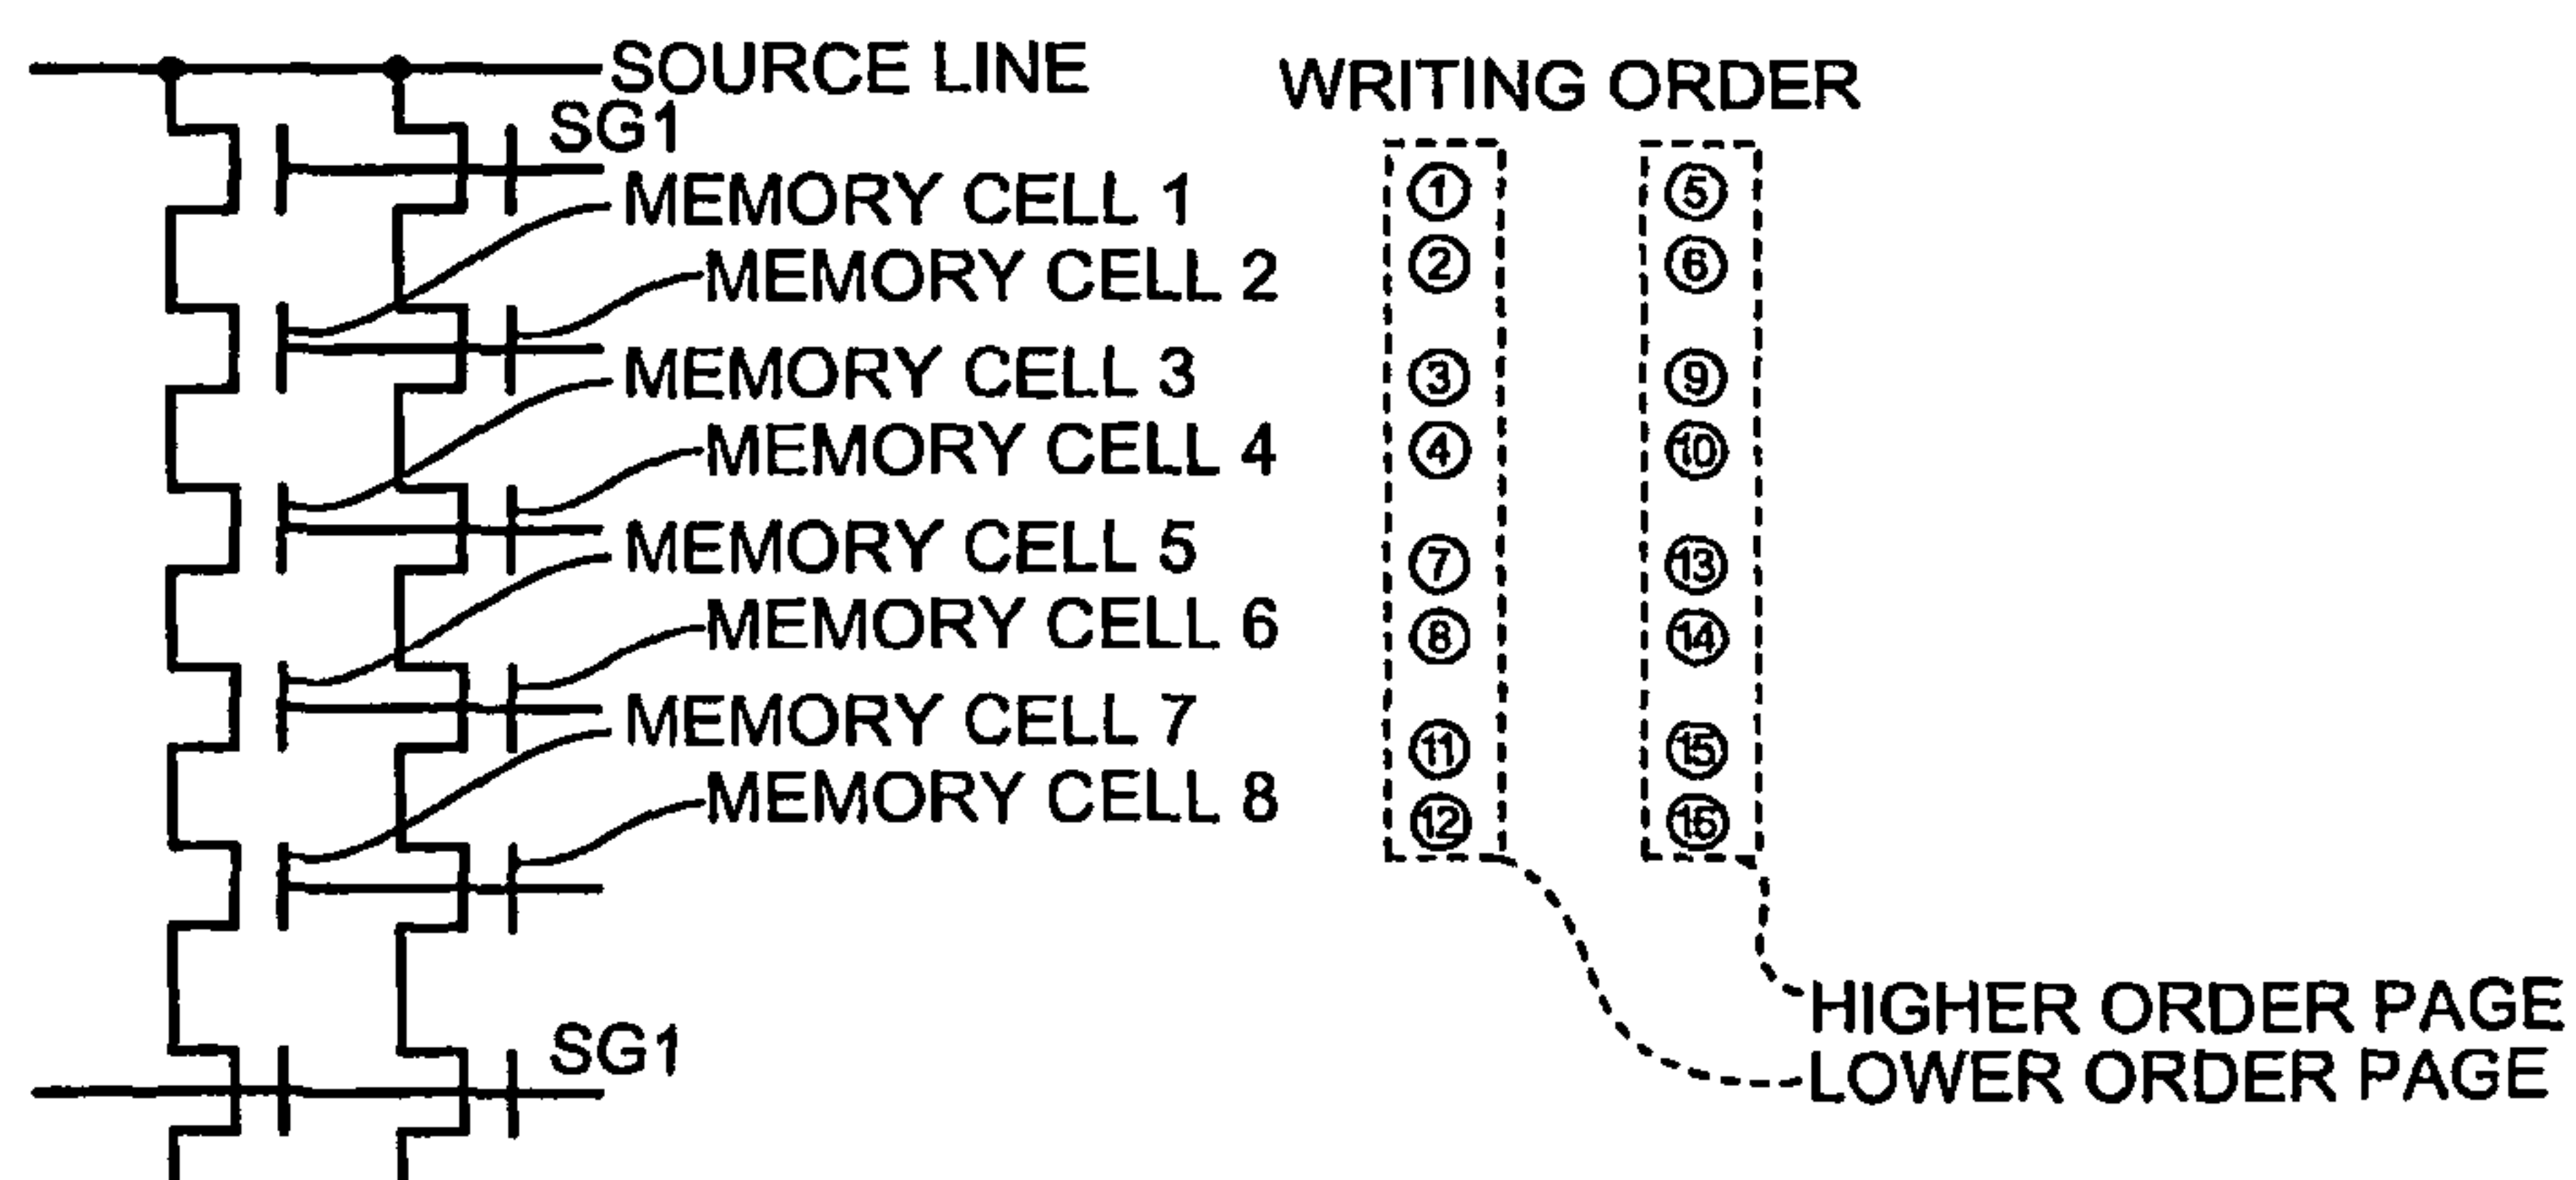 SOURCE LINE
WRITING ORDER
SG1
MEMORY CELL 1 ① ⑤
MEMORY CELL 2 ② ⑥
MEMORY CELL 3 ③ ⑨
MEMORY CELL 4 ④ ⑩
MEMORY CELL 5 ⑦ ⑬
MEMORY CELL 6 ⑧ ⑭
MEMORY CELL 7 ⑪ ⑮
MEMORY CELL 8 ⑫ ⑯
HIGHER ORDER PAGE
SG1
LOWER ORDER PAGE